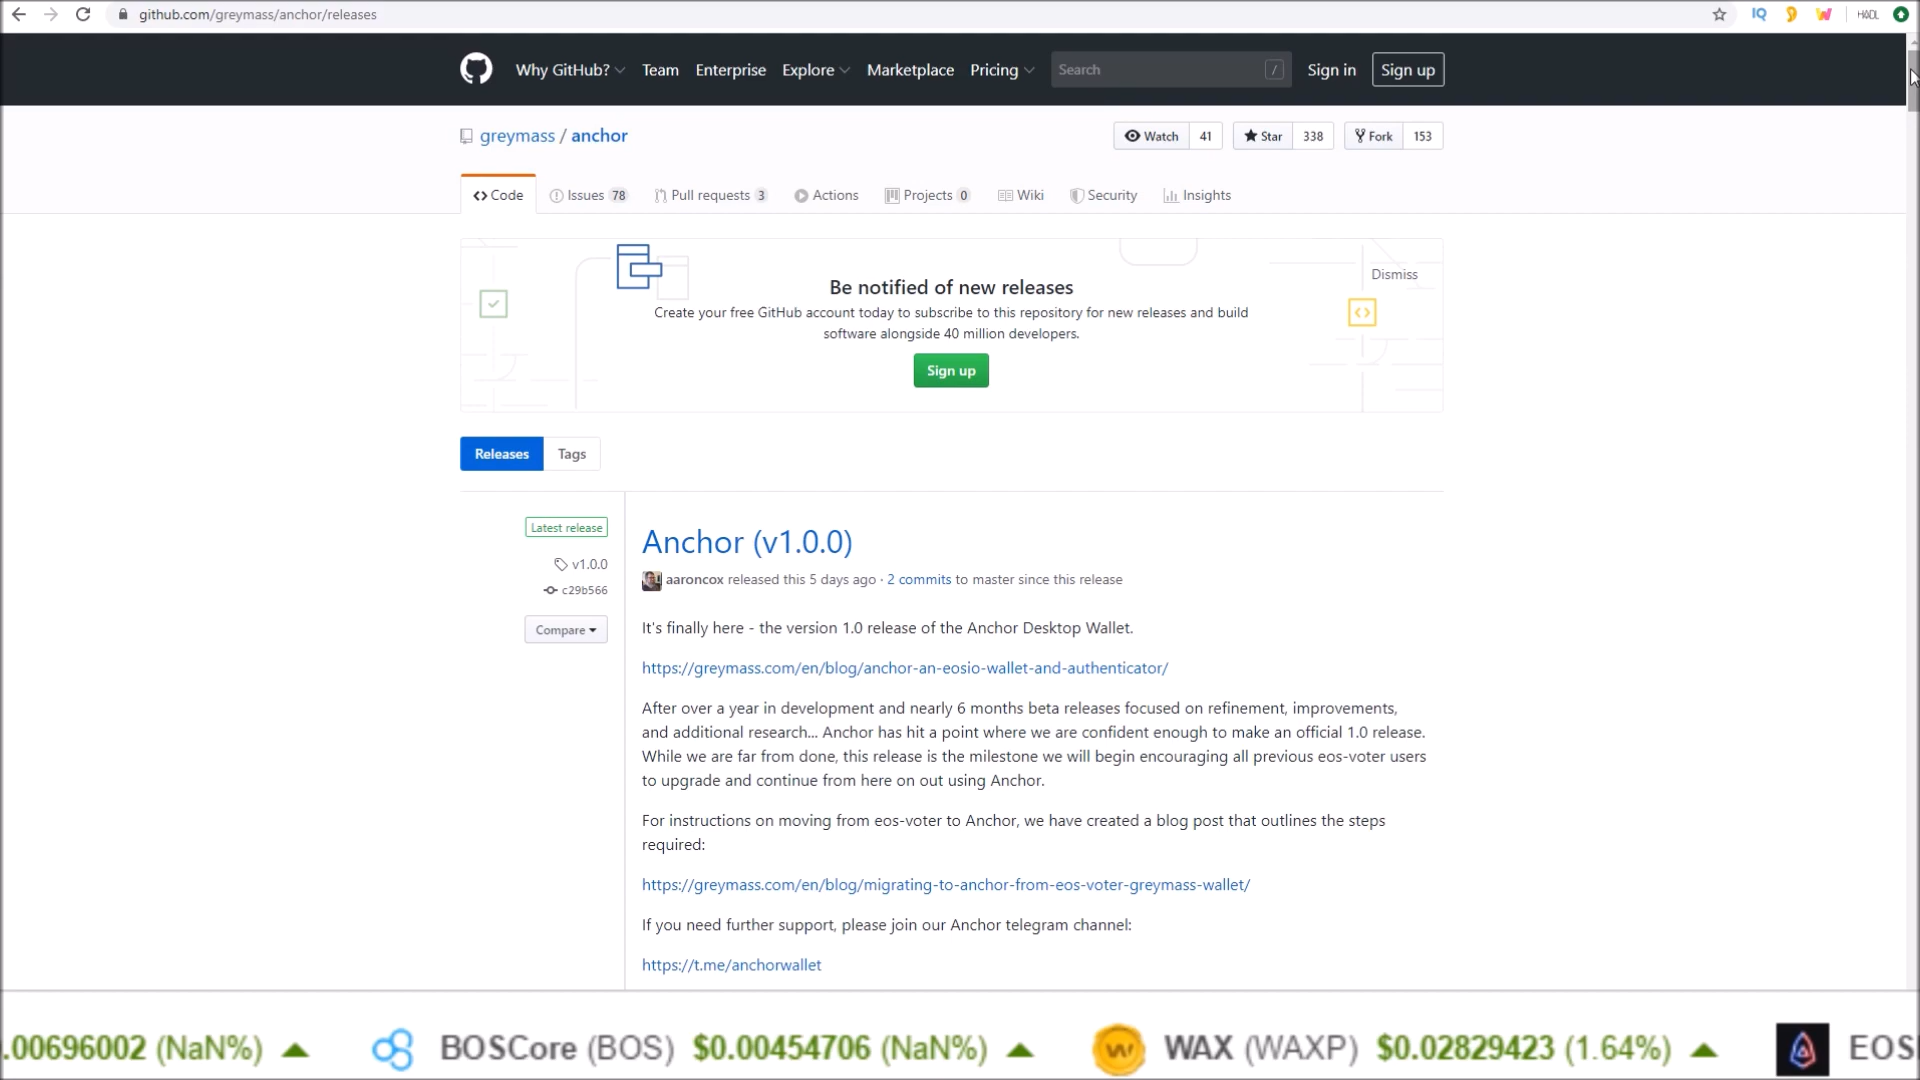 github.com/greymass/anchor/releases
IQ
HADL
Why GitHub? Team Enterprise Explore Marketplace Pricing Search / Sign in Sign up
greymass / anchor
Watch 41 Star 338 Fork 153
Code Issues 78 Pull requests 3 Actions Projects 0 Wiki Security Insights
Dismiss
Be notified of new releases
Create your free GitHub account today to subscribe to this repository for new releases and build
software alongside 40 million developers.
Sign up
Releases Tags
Latest release
v1.0.0
c29b566
Compare
Anchor (v1.0.0)
aaroncox released this 5 days ago · 2 commits to master since this release
It's finally here - the version 1.0 release of the Anchor Desktop Wallet.
https://greymass.com/en/blog/anchor-an-eosio-wallet-and-authenticator/
After over a year in development and nearly 6 months beta releases focused on refinement, improvements,
and additional research... Anchor has hit a point where we are confident enough to make an official 1.0 release.
While we are far from done, this release is the milestone we will begin encouraging all previous eos-voter users
to upgrade and continue from here on out using Anchor.
For instructions on moving from eos-voter to Anchor, we have created a blog post that outlines the steps
required:
https://greymass.com/en/blog/migrating-to-anchor-from-eos-voter-greymass-wallet/
If you need further support, please join our Anchor telegram channel:
https://t.me/anchorwallet
.00696002 (NaN%) BOSCore (BOS) $0.00454706 (NaN%) WAX (WAXP) $0.02829423 (1.64%) EOS